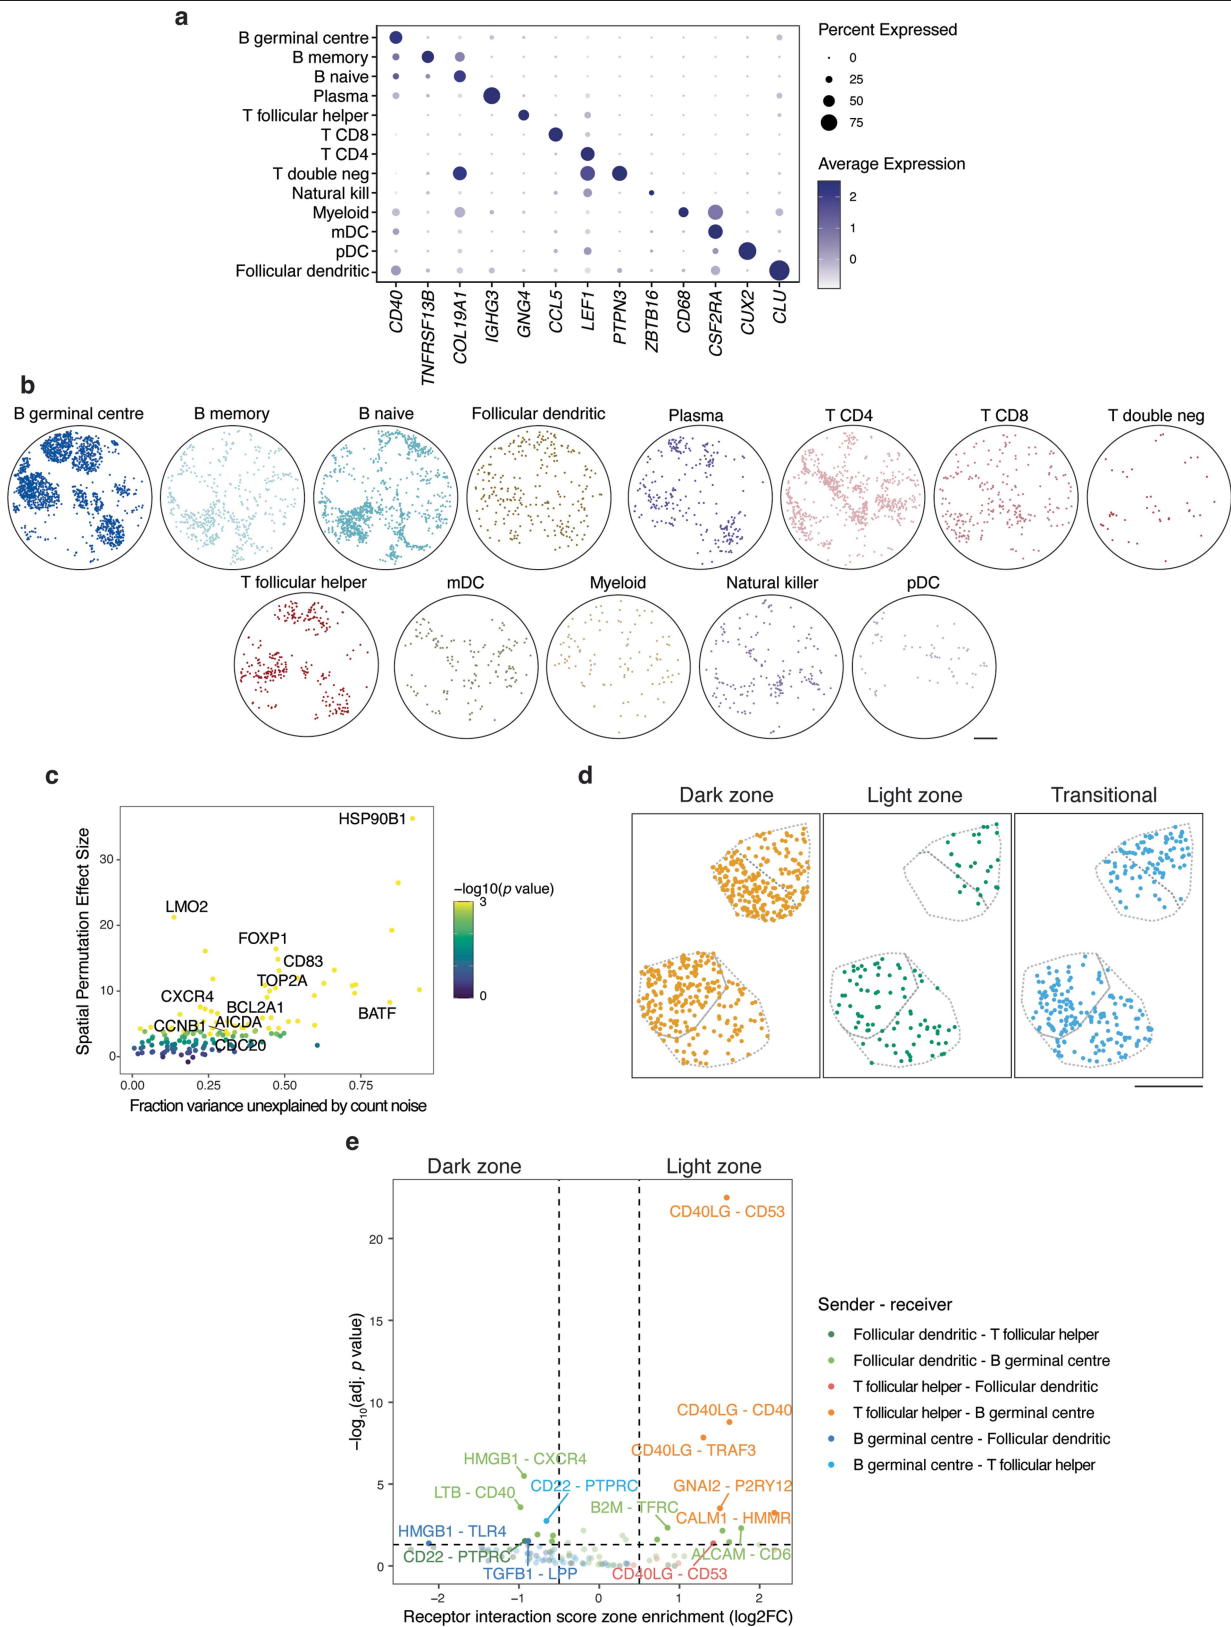 a
B germinal centre
B memory
B naive
Plasma
T follicular helper
T CD8
T CD4
T double neg
Natural kill
Myeloid
mDC
pDC
Follicular dendritic
CD40
TNFRSF13B
COL19A1
IGHG3
GNG4
CCL5
LEF1
PTPN3
ZBTB16
CD68
CSF2RA
CUX2
CLU
Percent Expressed
0
25
50
75
Average Expression
2
1
0
b
B germinal centre
B memory
B naive
Follicular dendritic
Plasma
T CD4
T CD8
T double neg
T follicular helper
mDC
Myeloid
Natural killer
pDC
c
Spatial Permutation Effect Size
30
20
10
0
HSP90B1
LMO2
FOXP1
CD83
TOP2A
CXCR4
BCL2A1
BATF
CCNB1
AICDA
CDC20
0.00
0.25
0.50
0.75
Fraction variance unexplained by count noise
−log10(p value)
3
0
d
Dark zone
Light zone
Transitional
e
Dark zone
Light zone
−log10(adj. p value)
20
15
10
5
0
CD40LG - CD53
CD40LG - CD40
CD40LG - TRAF3
HMGB1 - CXCR4
CD22 - PTPRC
GNAI2 - P2RY12
LTB - CD40
B2M - TFRC
CALM1 - HMMR
HMGB1 - TLR4
CD22 - PTPRC
ALCAM - CD6
TGFB1 - LPP
CD40LG - CD53
−2
−1
0
1
2
Receptor interaction score zone enrichment (log2FC)
Sender - receiver
Follicular dendritic - T follicular helper
Follicular dendritic - B germinal centre
T follicular helper - Follicular dendritic
T follicular helper - B germinal centre
B germinal centre - Follicular dendritic
B germinal centre - T follicular helper